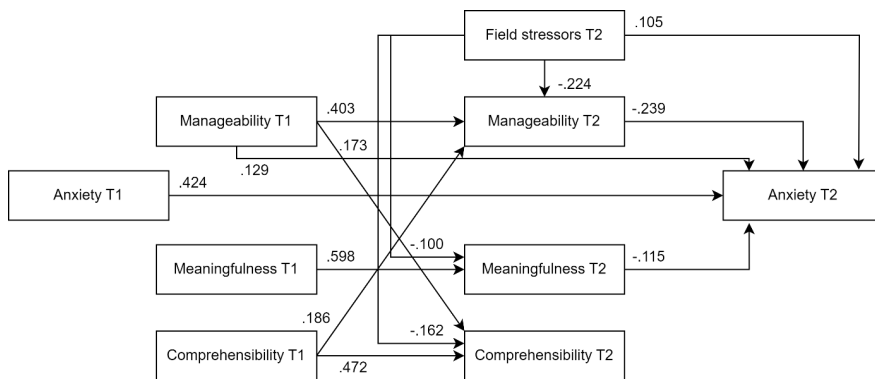 Field stressors T2
.105
-.224
Manageability T1
.403
Manageability T2
-.239
.173
.129
Anxiety T1
.424
Anxiety T2
-.100
Meaningfulness T1
.598
Meaningfulness T2
-.115
.186
-.162
Comprehensibility T1
.472
Comprehensibility T2